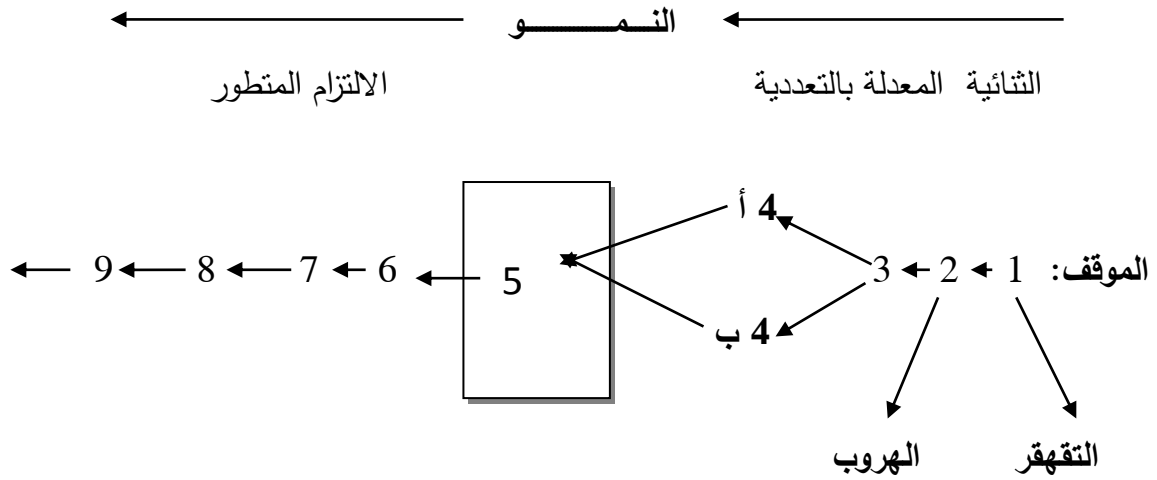 النمو
الثنائية المعدلة بالتعددية
الالتزام المتطور
4 أ
الموقف: 1 2 3 5 6 7 8 9
4 ب
التقهقر
الهروب